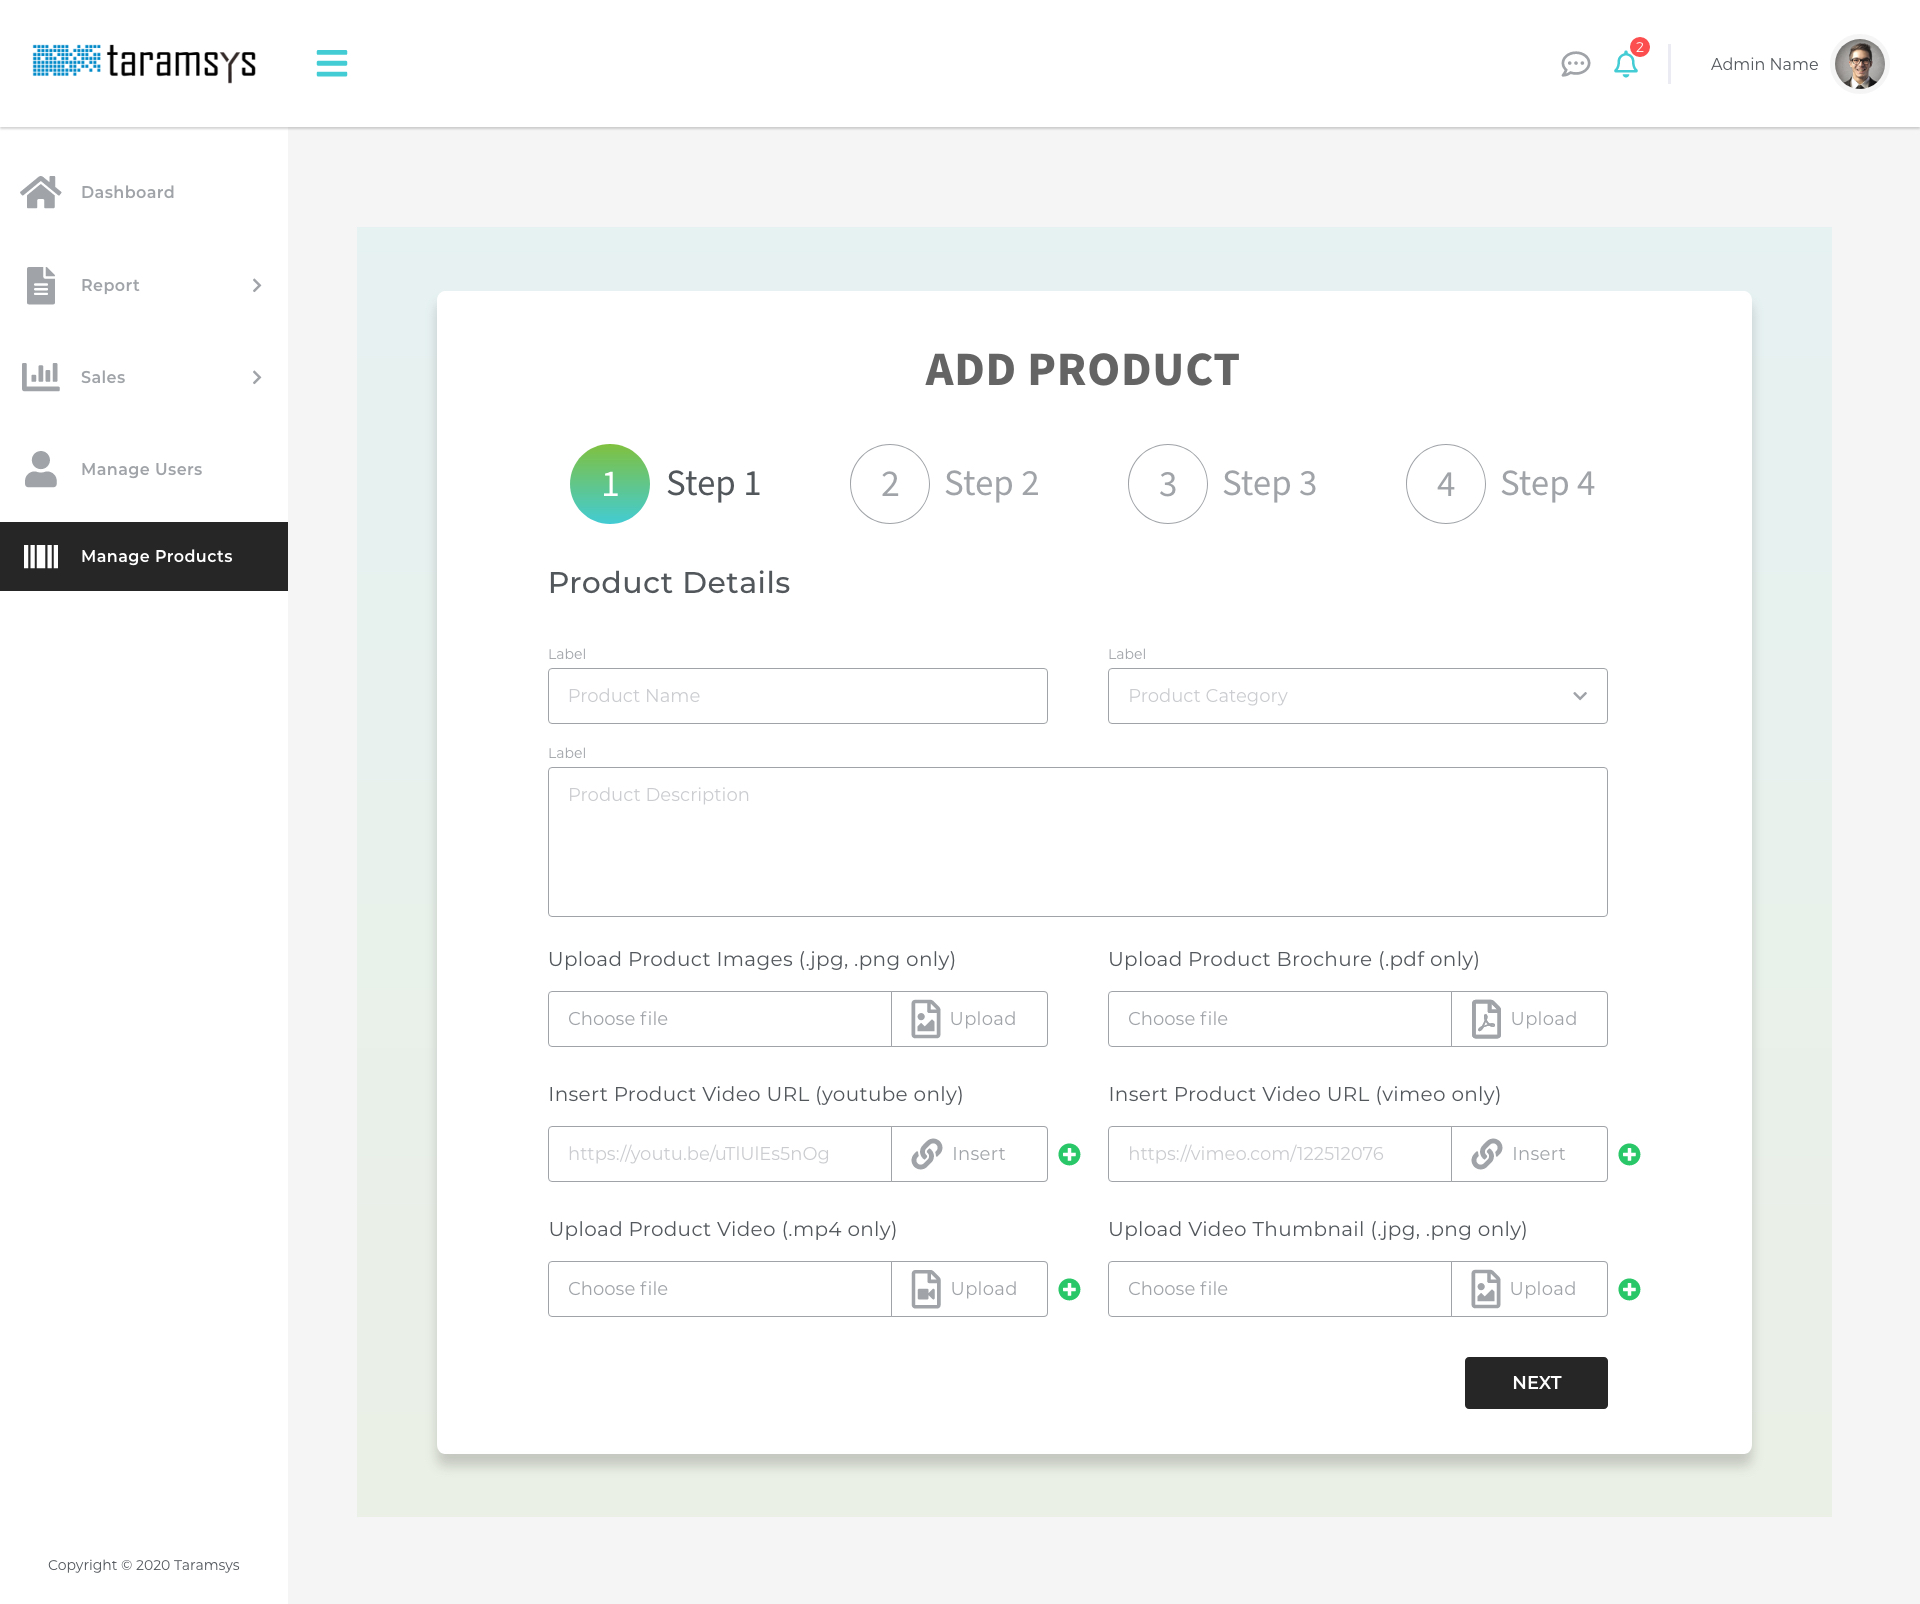 taramsys
2
Admin Name
Dashboard
Report
Sales
Manage Users
Manage Products
ADD PRODUCT
1 Step 1 2 Step 2 3 Step 3 4 Step 4
Product Details
Label Label
Product Name Product Category
Label
Product Description
Upload Product Images (.jpg, .png only) Upload Product Brochure (.pdf only)
Choose file Upload Choose file Upload
Insert Product Video URL (youtube only) Insert Product Video URL (vimeo only)
https://youtu.be/uTlUlEs5nOg Insert https://vimeo.com/122512076 Insert
Upload Product Video (.mp4 only) Upload Video Thumbnail (.jpg, .png only)
Choose file Upload Choose file Upload
NEXT
Copyright © 2020 Taramsys